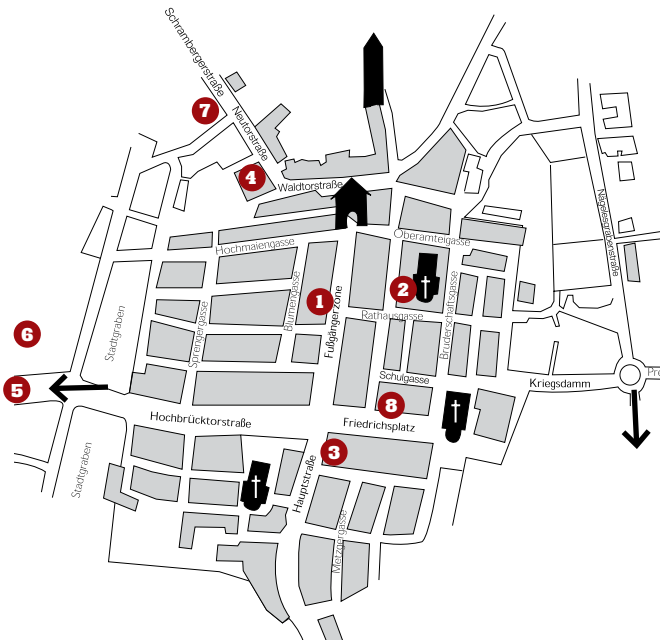 Schrambergerstraße
7
Neutorstraße
4
Waldtorstraße
Nägelesgrabenstraße
Oberamteigasse
Hochmaiengasse
2
1
Blumengasse
Fußgängerzone
Rathausgasse
Bruderschaftsgasse
Sprengergasse
Stadtgraben
6
5
Schulgasse
8
Kriegsdamm
Pre
Hochbrücktorstraße
Friedrichsplatz
3
Stadtgraben
Hauptstraße
Metzgergasse